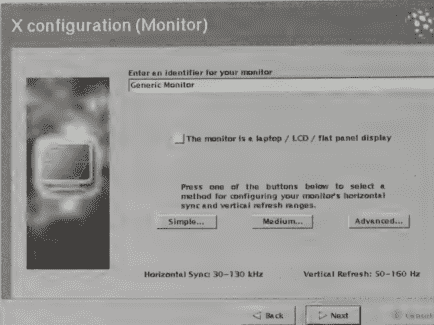 X configuration (Monitor)
Enter an identifier for your monitor
Generic Monitor
The monitor is a laptop / LCD / flat panel display
Press one of the buttons below to select a
method for configuring your monitor's horizontal
sync and vertical refresh ranges.
Simple... Medium... Advanced...
Horizontal Sync: 30-130 kHz Vertical Refresh: 50-160 Hz
Back Next Cancel